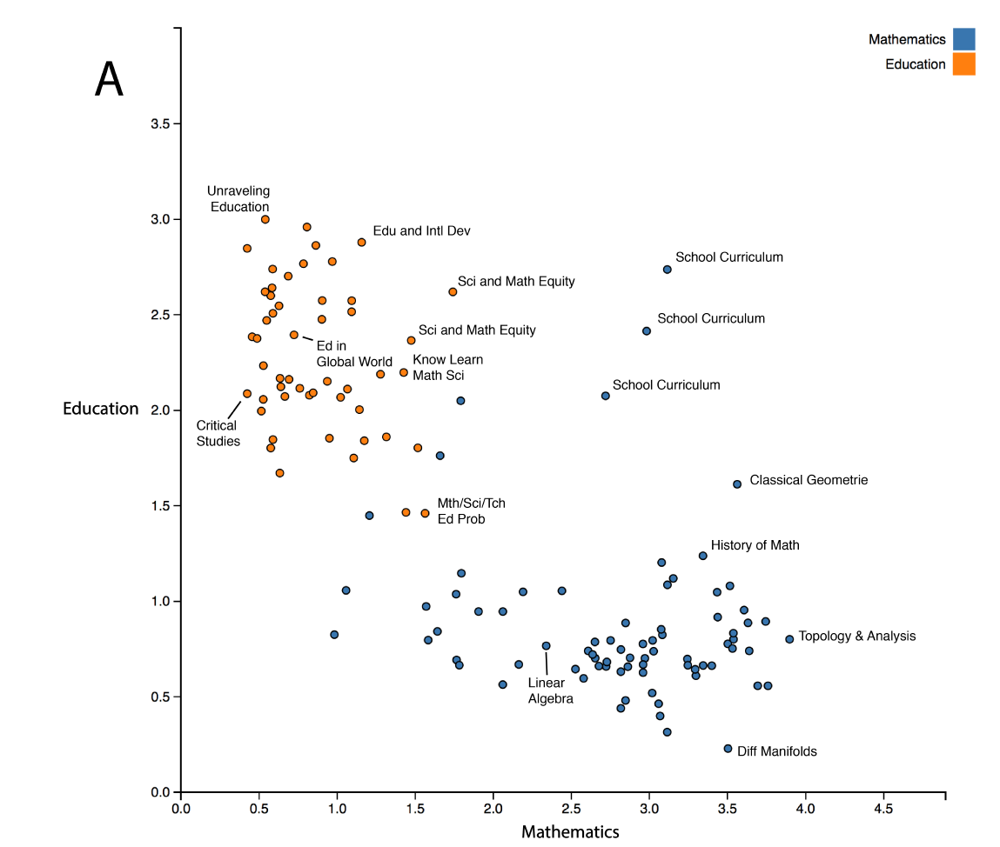 A
Mathematics
Education
3.5
3.0
2.5
2.0
1.5
1.0
0.5
0.0
Education
Unraveling
Education
Edu and Intl Dev
School Curriculum
Sci and Math Equity
School Curriculum
Sci and Math Equity
Ed in
Global World
Know Learn
Math Sci
School Curriculum
Critical
Studies
Classical Geometrie
Mth/Sci/Tch
Ed Prob
History of Math
Topology & Analysis
Linear
Algebra
Diff Manifolds
0.0 0.5 1.0 1.5 2.0 2.5 3.0 3.5 4.0 4.5
Mathematics